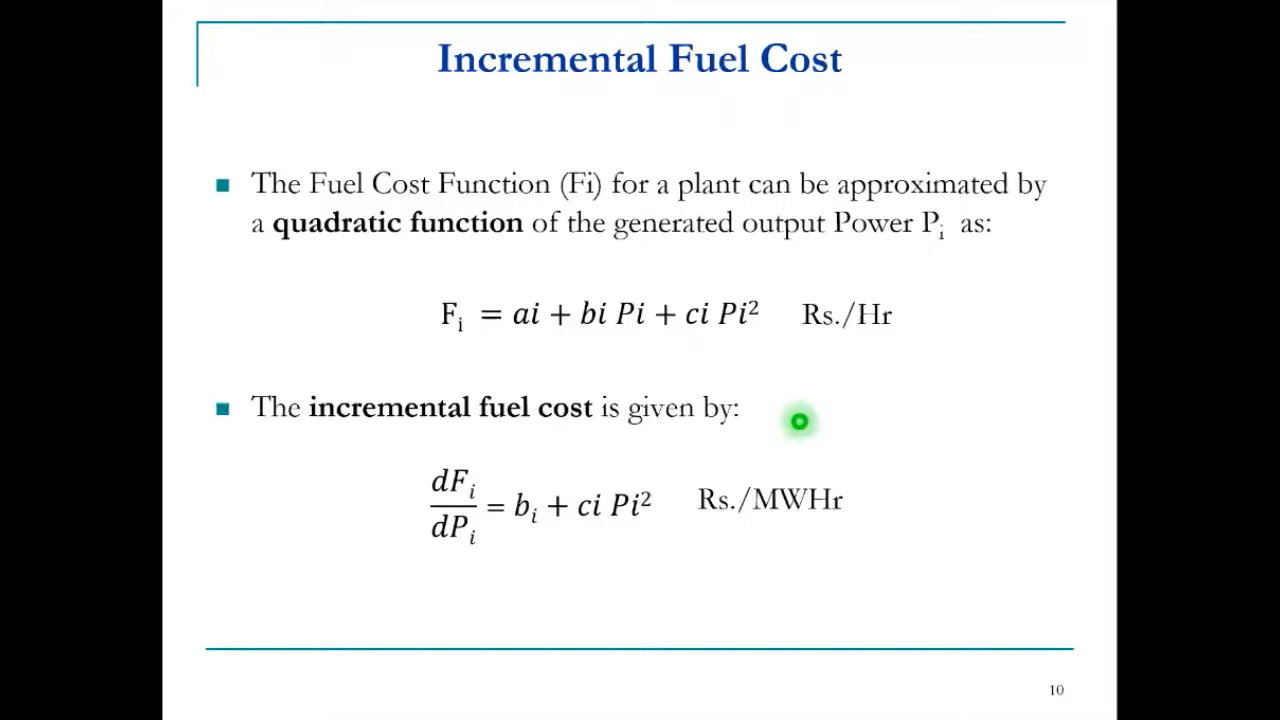 Incremental Fuel Cost
■ The Fuel Cost Function (Fi) for a plant can be approximated by
a quadratic function of the generated output Power Pᵢ as:
Fᵢ = ai + bi Pi + ci Pi² Rs./Hr
■ The incremental fuel cost is given by:
dFᵢ/dPᵢ = bᵢ + ci Pi² Rs./MWHr
10